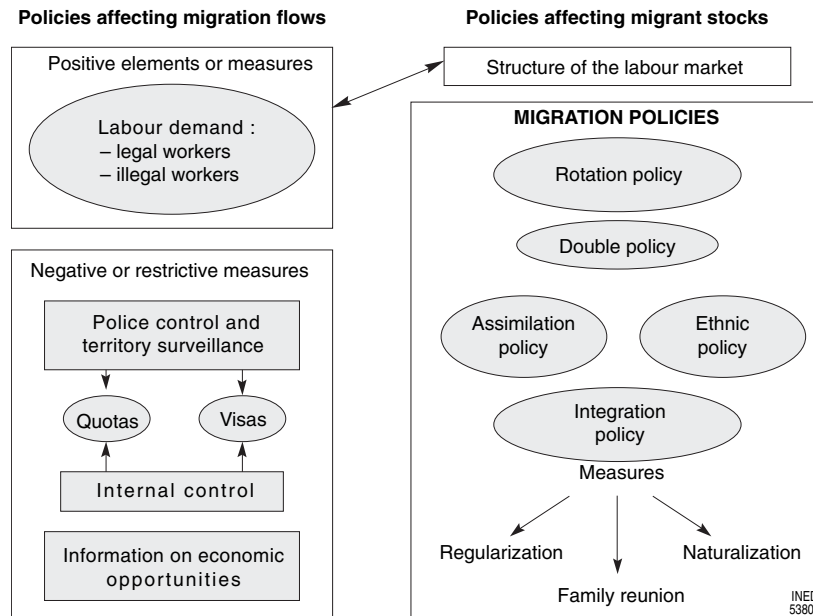 Policies affecting migration flows
Positive elements or measures
Labour demand :
– legal workers
– illegal workers
Negative or restrictive measures
Police control and
territory surveillance
Quotas
Visas
Internal control
Information on economic
opportunities
Policies affecting migrant stocks
Structure of the labour market
MIGRATION POLICIES
Rotation policy
Double policy
Assimilation
policy
Ethnic
policy
Integration
policy
Measures
Regularization
Naturalization
Family reunion
INED
5380